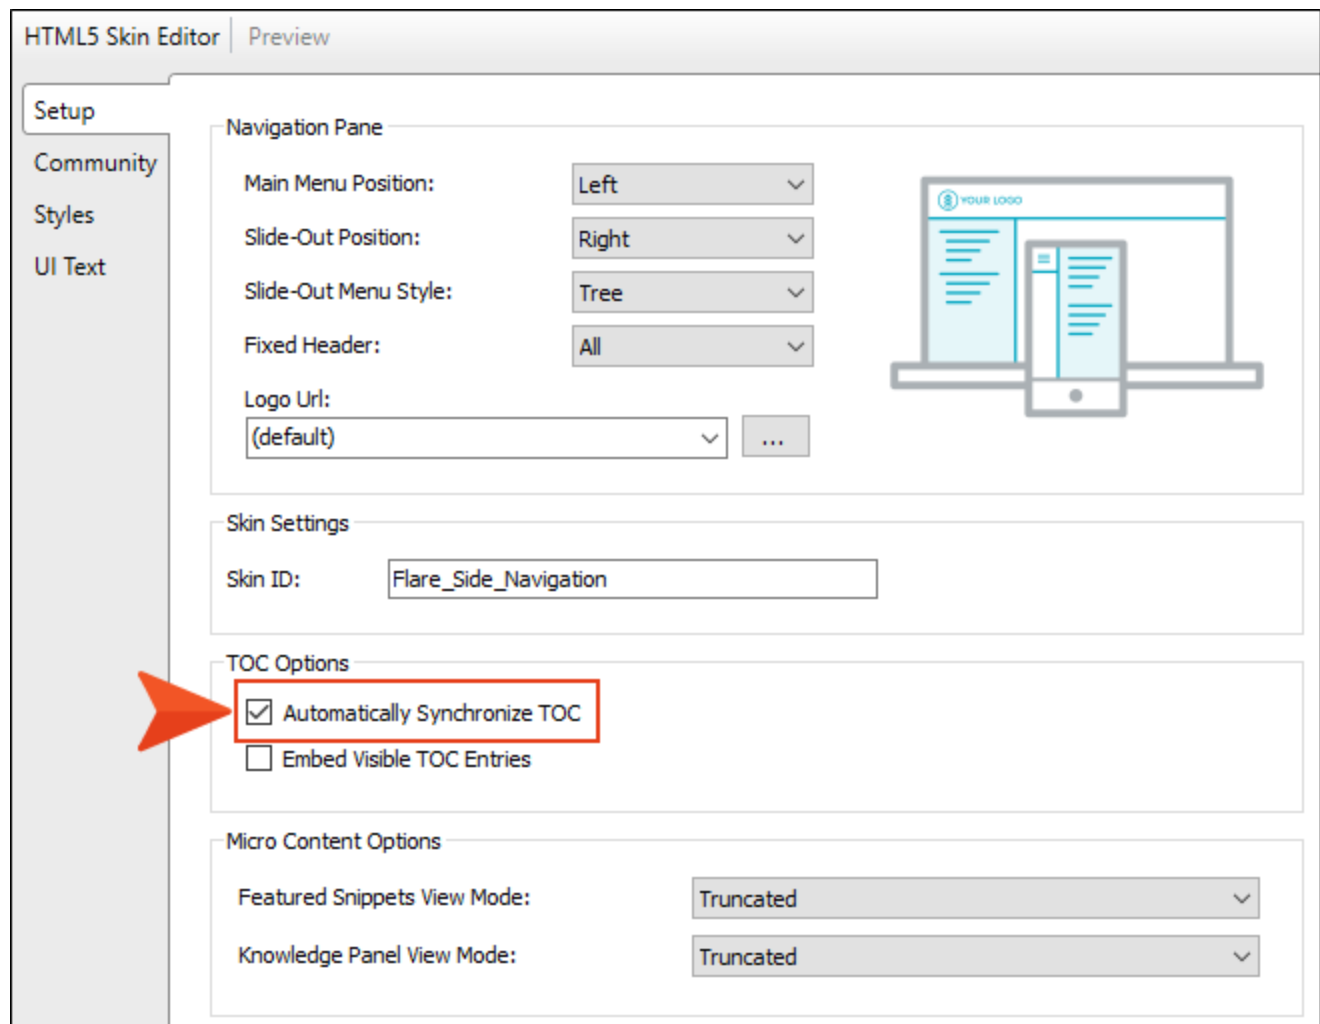 HTML5 Skin Editor Preview
Setup
Community
Styles
UI Text
Navigation Pane
Main Menu Position: Left
Slide-Out Position: Right
Slide-Out Menu Style: Tree
Fixed Header: All
Logo Url:
(default) ...
YOUR LOGO
Skin Settings
Skin ID: Flare_Side_Navigation
TOC Options
Automatically Synchronize TOC
Embed Visible TOC Entries
Micro Content Options
Featured Snippets View Mode: Truncated
Knowledge Panel View Mode: Truncated